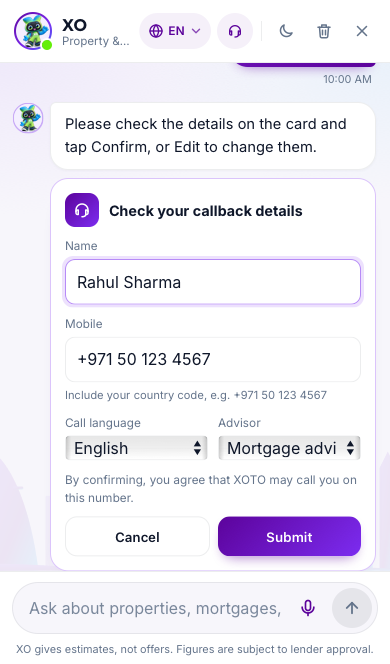 XO
Property &...
EN
10:00 AM
Please check the details on the card and
tap Confirm, or Edit to change them.
Check your callback details
Name
Rahul Sharma
Mobile
+971 50 123 4567
Include your country code, e.g. +971 50 123 4567
Call language
Advisor
English
Mortgage advi
By confirming, you agree that XOTO may call you on
this number.
Cancel
Submit
Ask about properties, mortgages,
XO gives estimates, not offers. Figures are subject to lender approval.